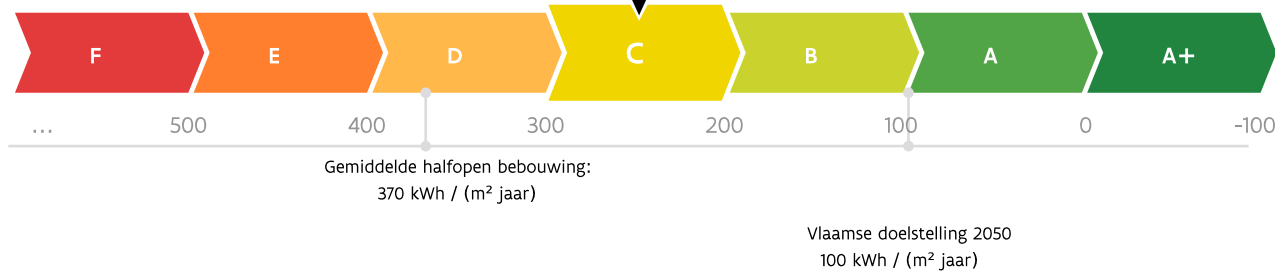 F E D C B A A+
... 500 400 300 200 100 0 -100
Gemiddelde halfopen bebouwing:
370 kWh / (m² jaar)
Vlaamse doelstelling 2050
100 kWh / (m² jaar)